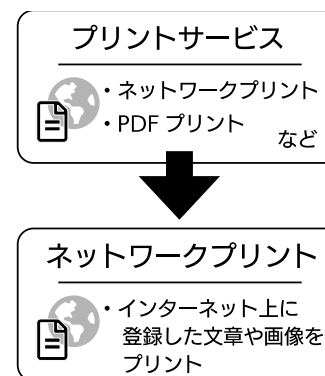 プリントサービス
・ネットワークプリント
・PDF プリント
など
ネットワークプリント
・インターネット上に
登録した文章や画像を
プリント